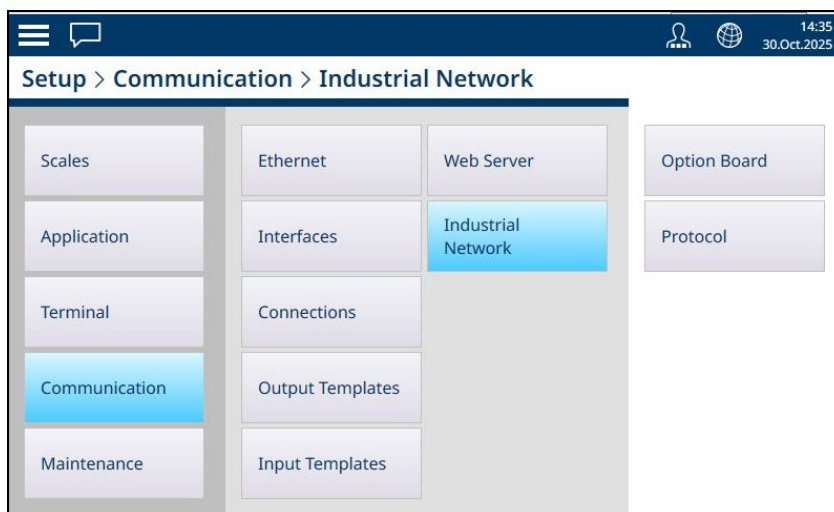 14:35
30.Oct.2025
Setup > Communication > Industrial Network
Scales
Ethernet
Web Server
Option Board
Application
Interfaces
Industrial
Network
Protocol
Terminal
Connections
Communication
Output Templates
Maintenance
Input Templates